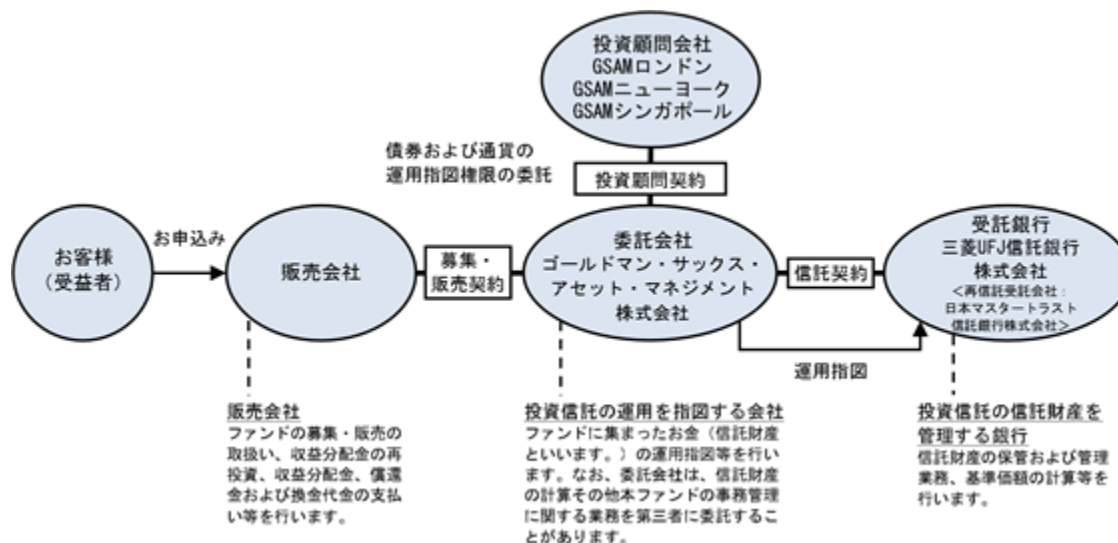 投資顧問会社
GSAMロンドン
GSAMニューヨーク
GSAMシンガポール
債券および通貨の
運用指図権限の委託
投資顧問契約
お客様
（受益者）
お申込み
販売会社
募集・
販売契約
委託会社
ゴールドマン・サックス・
アセット・マネジメント
株式会社
信託契約
受託銀行
三菱UFJ信託銀行
株式会社
＜再信託受託会社：
日本マスタートラスト
信託銀行株式会社＞
運用指図
販売会社
ファンドの募集・販売の
取扱い、収益分配金の再
投資、収益分配金、償還
金および換金代金の支払
い等を行います。
投資信託の運用を指図する会社
ファンドに集まったお金（信託財産
といいます。）の運用指図等を行い
ます。なお、委託会社は、信託財産
の計算その他本ファンドの事務管理
に関する業務を第三者に委託するこ
とがあります。
投資信託の信託財産を
管理する銀行
信託財産の保管および管理
業務、基準価額の計算等を
行います。